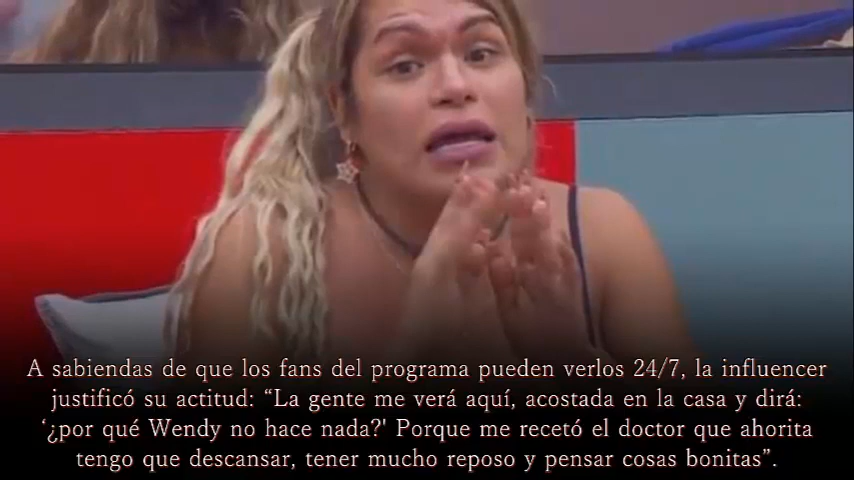 A sabiendas de que los fans del programa pueden verlos 24/7, la influencer
justificó su actitud: “La gente me verá aquí, acostada en la casa y dirá:
‘¿por qué Wendy no hace nada?' Porque me recetó el doctor que ahorita
tengo que descansar, tener mucho reposo y pensar cosas bonitas”.